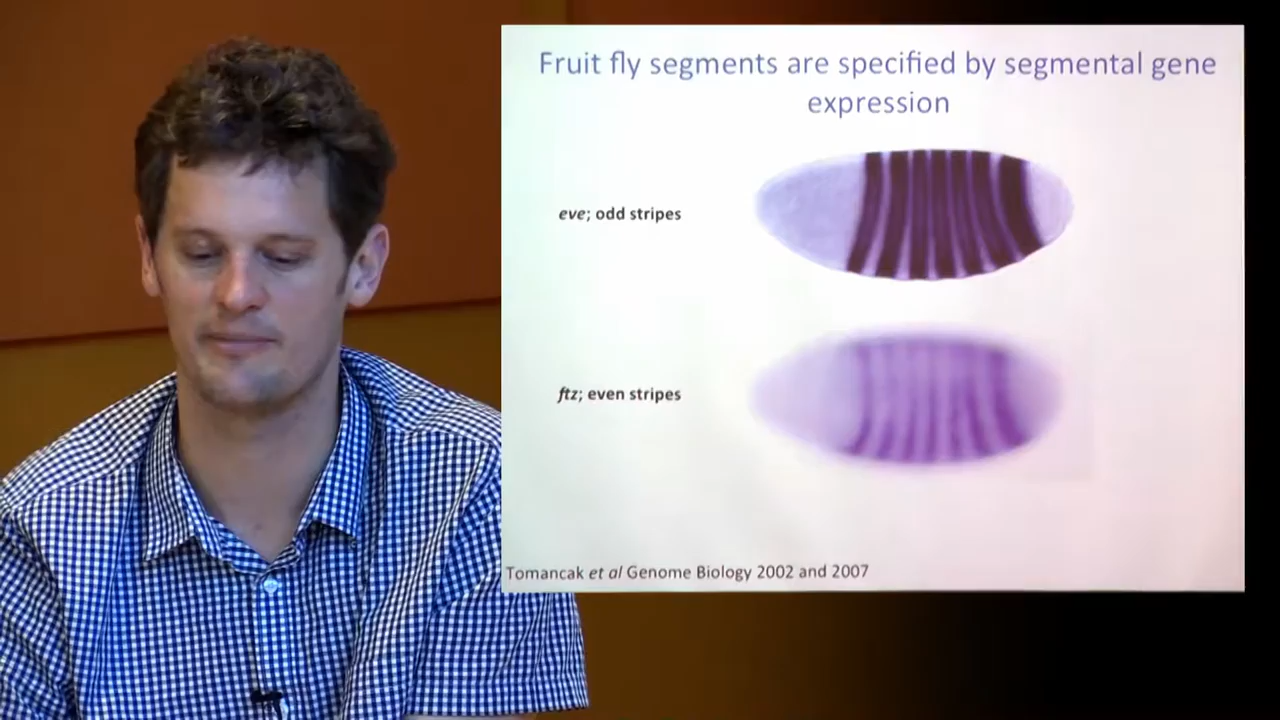 Fruit fly segments are specified by segmental gene
expression
eve; odd stripes
ftz; even stripes
Tomancak et al Genome Biology 2002 and 2007